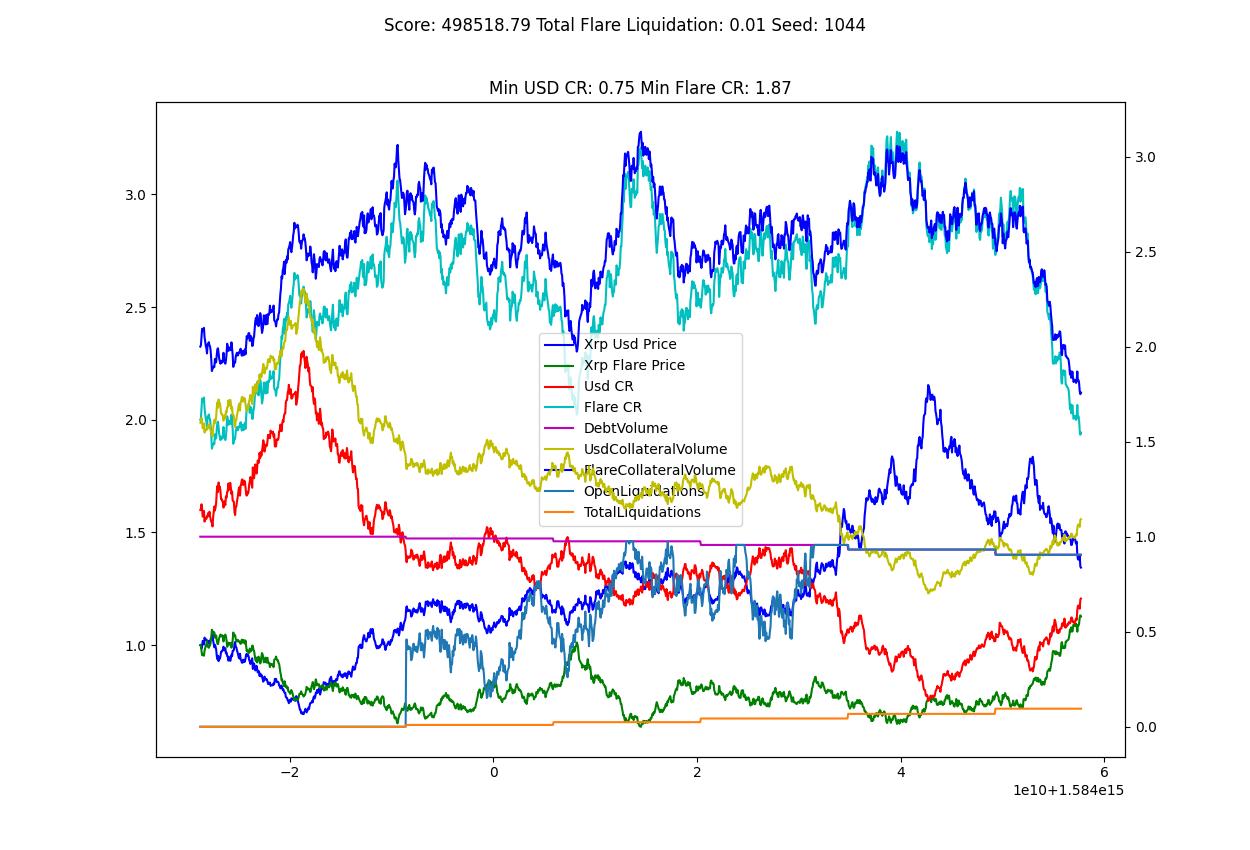 Score: 498518.79 Total Flare Liquidation: 0.01 Seed: 1044
Min USD CR: 0.75 Min Flare CR: 1.87
3.0
2.5
2.0
1.5
1.0
3.0
2.5
2.0
1.5
1.0
0.5
0.0
Xrp Usd Price
Xrp Flare Price
Usd CR
Flare CR
DebtVolume
UsdCollateralVolume
FlareCollateralVolume
OpenLiquidations
TotalLiquidations
−2 0 2 4 6
1e10+1.584e15